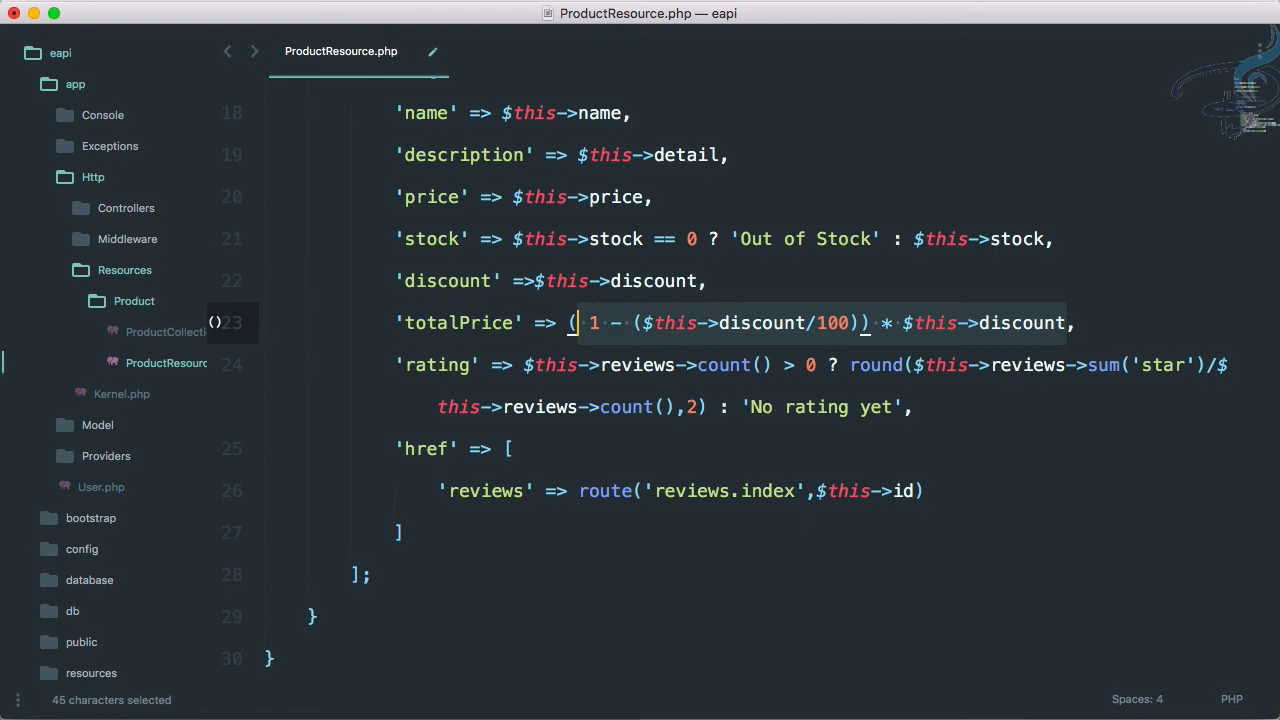 ProductResource.php — eapi
eapi
app
Console
Exceptions
Http
Controllers
Middleware
Resources
Product
ProductCollecti
ProductResourc
Kernel.php
Model
Providers
User.php
bootstrap
config
database
db
public
resources
ProductResource.php
18 'name' => $this->name,
19 'description' => $this->detail,
20 'price' => $this->price,
21 'stock' => $this->stock == 0 ? 'Out of Stock' : $this->stock,
22 'discount' =>$this->discount,
() 23 'totalPrice' => ( 1 - ($this->discount/100)) * $this->discount,
24 'rating' => $this->reviews->count() > 0 ? round($this->reviews->sum('star')/$
this->reviews->count(),2) : 'No rating yet',
25 'href' => [
26 'reviews' => route('reviews.index',$this->id)
27 ]
28 ];
29 }
30 }
45 characters selected
Spaces: 4
PHP